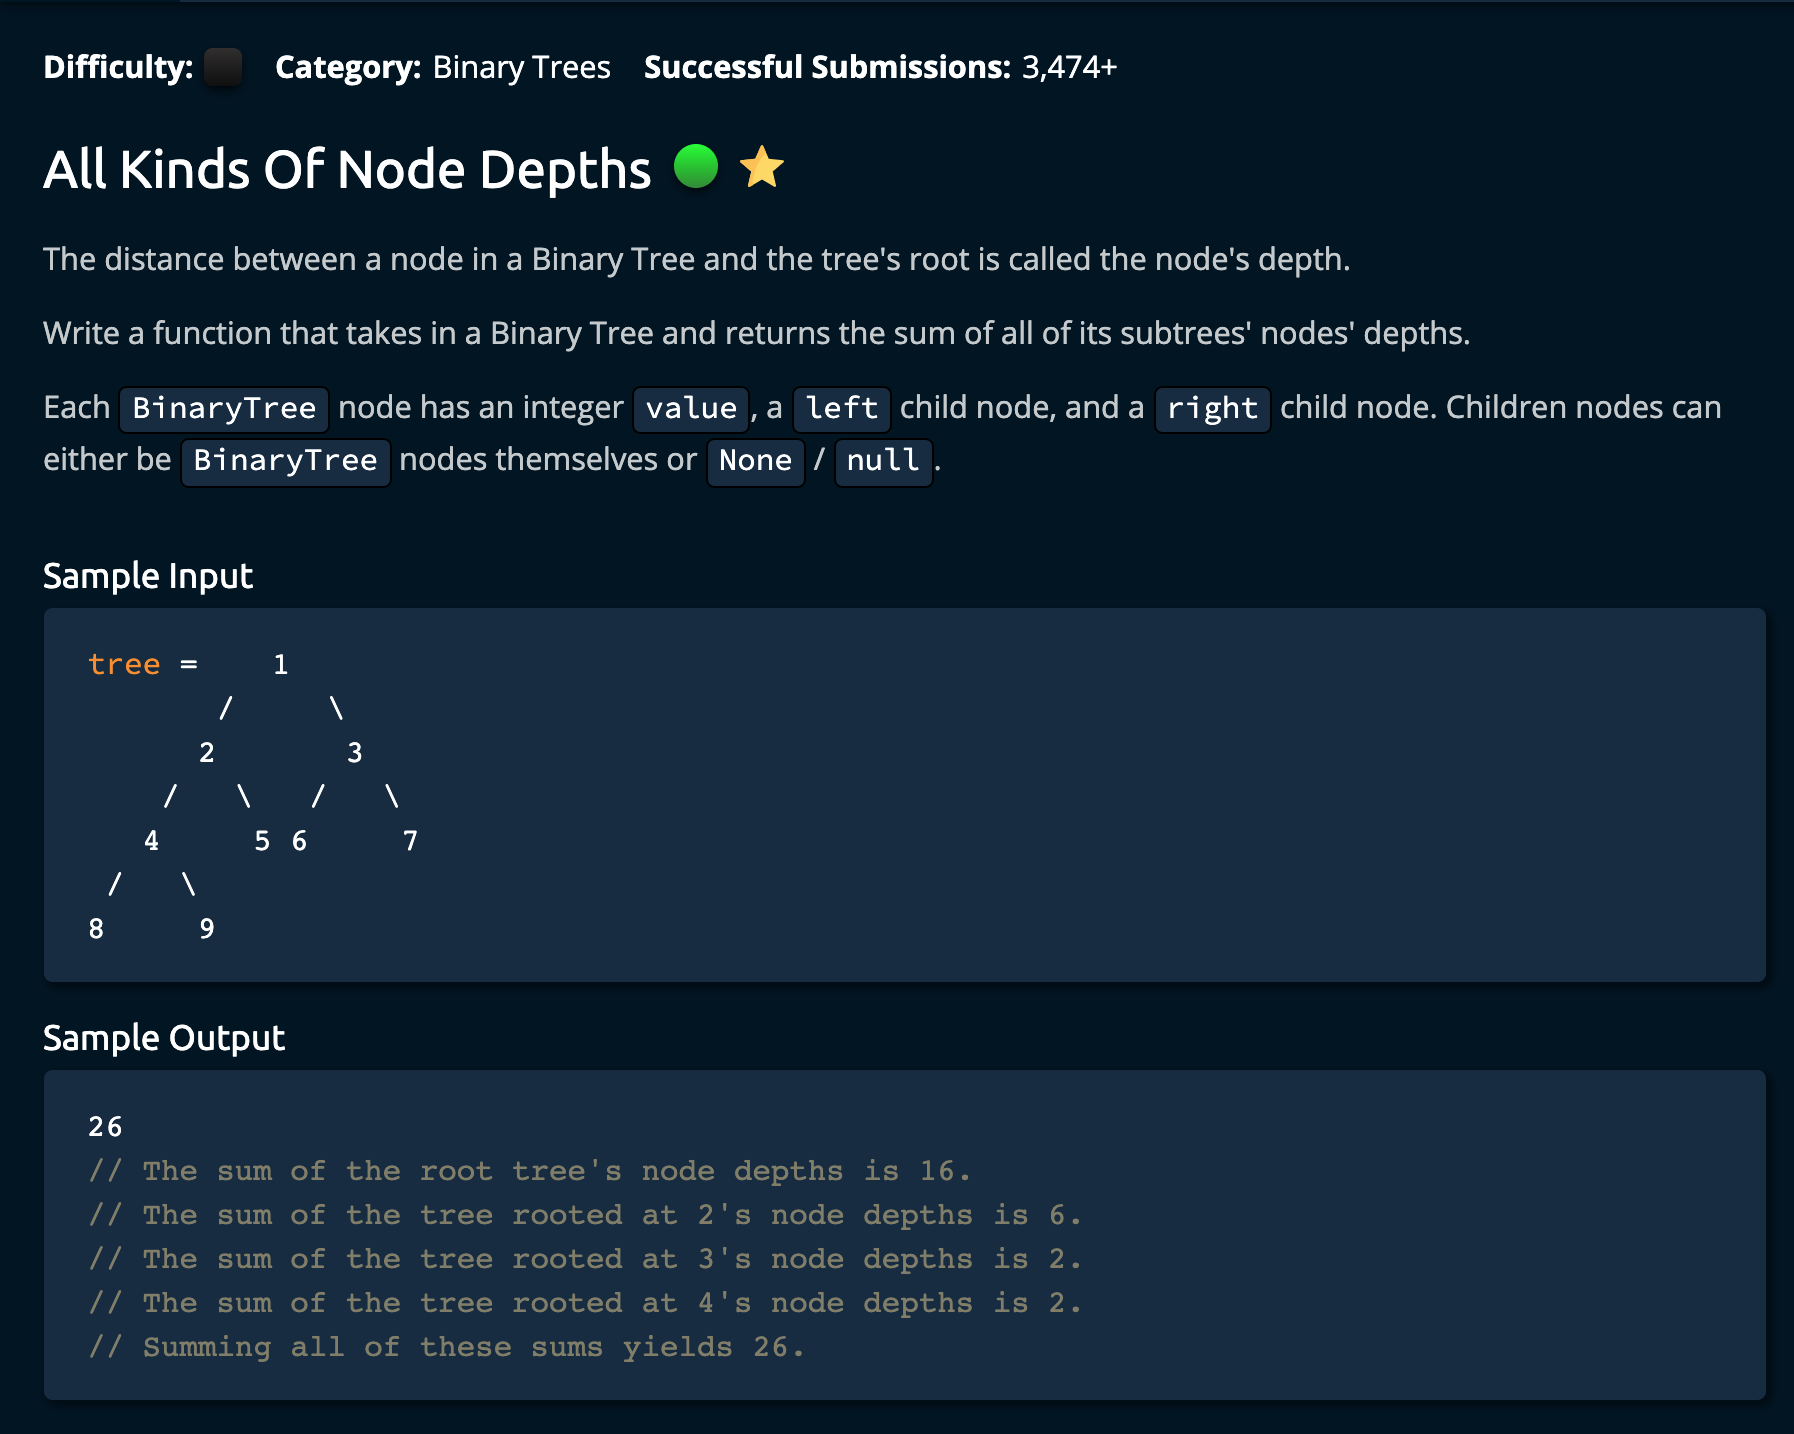 Difficulty: Category: Binary Trees Successful Submissions: 3,474+
All Kinds Of Node Depths
The distance between a node in a Binary Tree and the tree's root is called the node's depth.
Write a function that takes in a Binary Tree and returns the sum of all of its subtrees' nodes' depths.
Each BinaryTree node has an integer value, a left child node, and a right child node. Children nodes can
either be BinaryTree nodes themselves or None / null.
Sample Input
tree =    1
       /     \
      2       3
    /   \   /   \
   4     5 6     7
 /   \
8     9
Sample Output
26
// The sum of the root tree's node depths is 16.
// The sum of the tree rooted at 2's node depths is 6.
// The sum of the tree rooted at 3's node depths is 2.
// The sum of the tree rooted at 4's node depths is 2.
// Summing all of these sums yields 26.